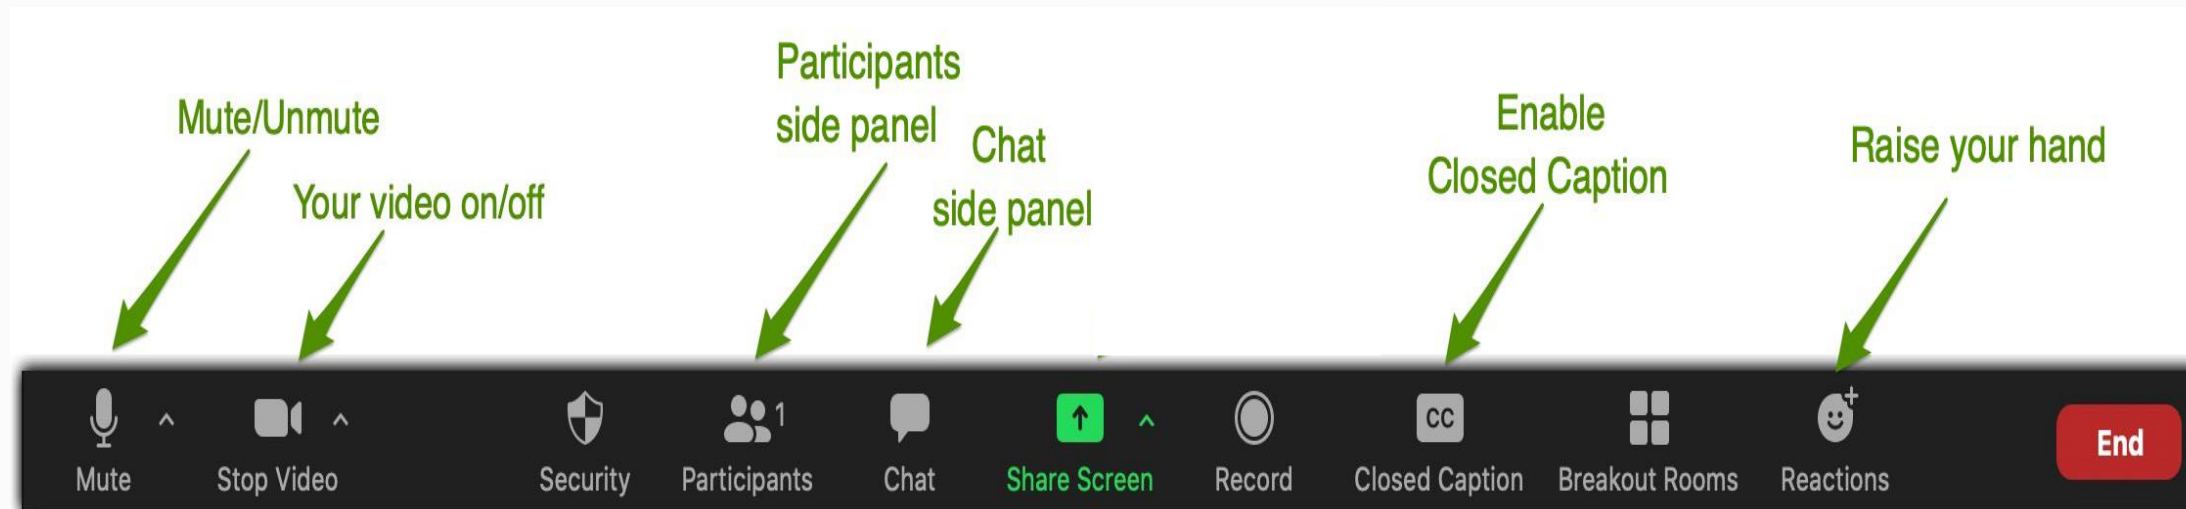 Participants
side panel
Mute/Unmute
Chat
side panel
Enable
Closed Caption
Raise your hand
Your video on/off
1
CC
Mute
Stop Video
Security
Participants
Chat
Share Screen
Record
Closed Caption
Breakout Rooms
Reactions
End